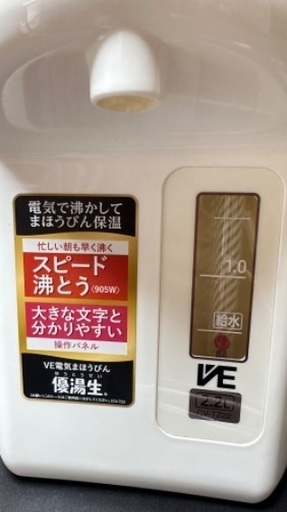 電気で沸かして
まほうびん保温
忙しい朝も早く沸く
スピード
沸とう〈905W〉
大きな文字と
分かりやすい
操作パネル
VE電気まほうびん
優湯生
1.0
給水
VE
2.2L